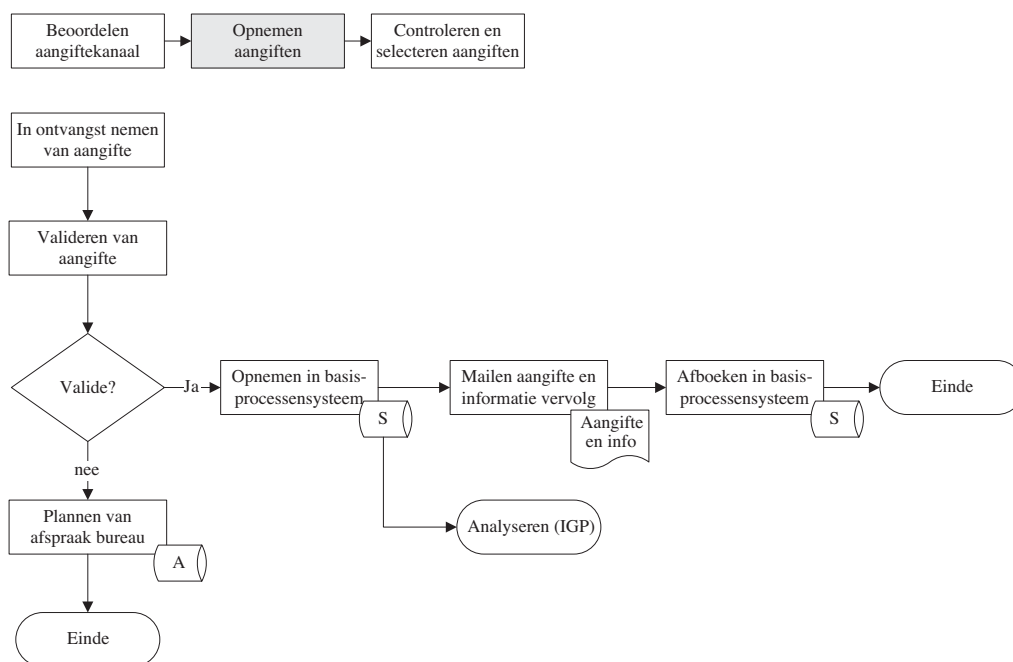 Beoordelen
aangiftekanaal
Opnemen
aangiften
Controleren en
selecteren aangiften
In ontvangst nemen
van aangifte
Valideren van
aangifte
Valide?
Ja
Opnemen in basis-
processensysteem
S
Mailen aangifte en
informatie vervolg
Aangifte
en info
Afboeken in basis-
processensysteem
S
Einde
nee
Plannen van
afspraak bureau
A
Analyseren (IGP)
Einde